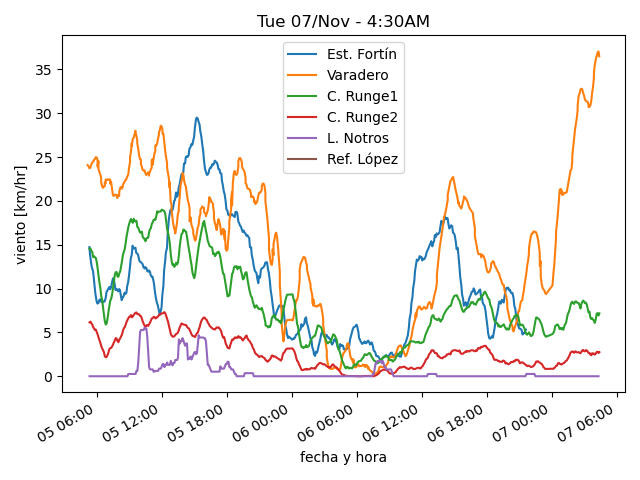 Tue 07/Nov - 4:30AM
Est. Fortín
Varadero
C. Runge1
C. Runge2
L. Notros
Ref. López
viento [km/hr]
35
30
25
20
15
10
5
0
05 06:00
05 12:00
05 18:00
06 00:00
06 06:00
06 12:00
06 18:00
07 00:00
07 06:00
fecha y hora